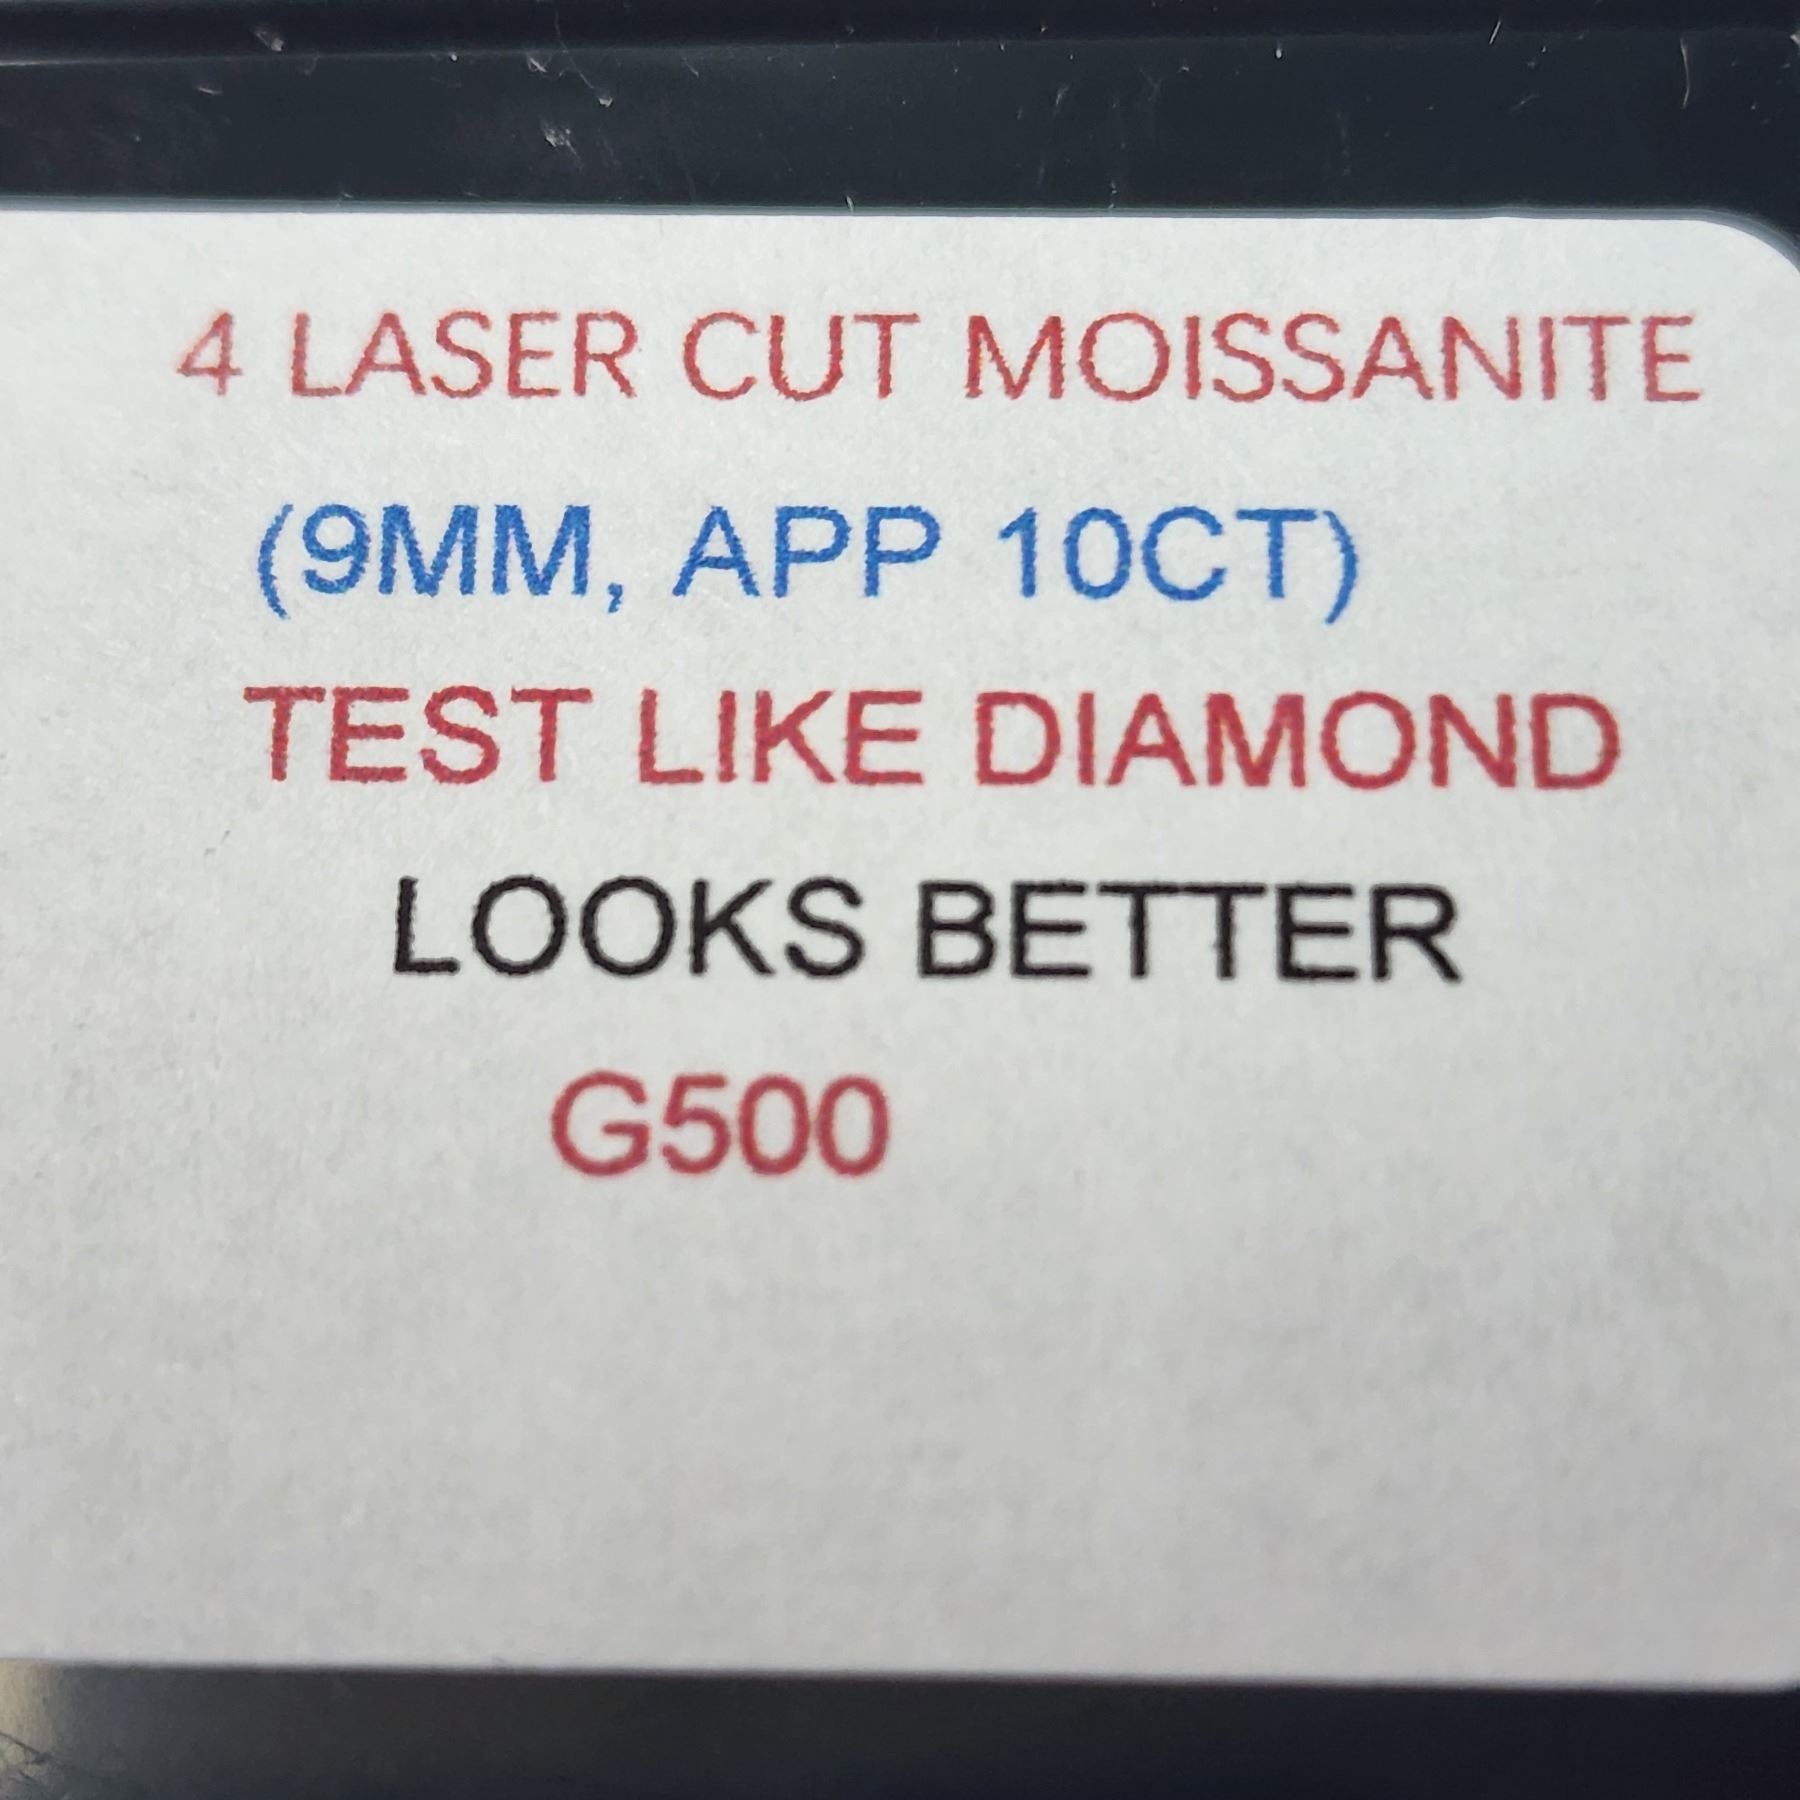 4 LASER CUT MOISSANITE
(9MM, APP 10CT)
TEST LIKE DIAMOND
LOOKS BETTER
G500